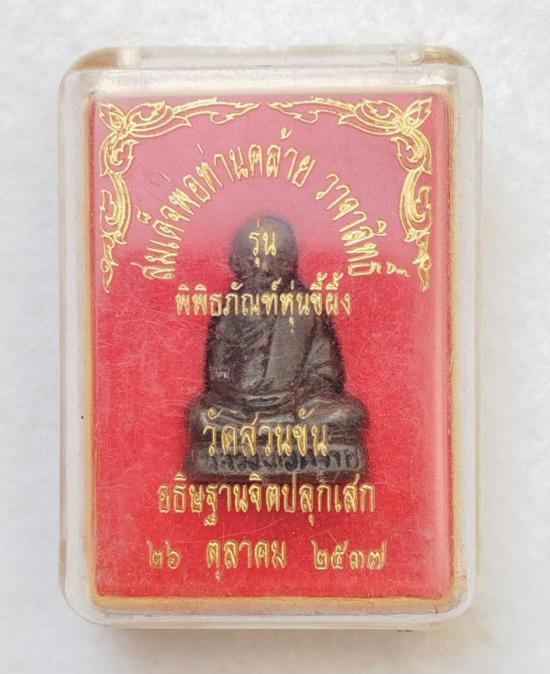 สมเด็จพ่อท่านคล้าย วาจาสิทธิ์
รุ่น
พิพิธภัณฑ์หุ่นขี้ผึ้ง
วัดสวนขัน
อธิษฐานจิตปลุกเสก
๒๖ ตุลาคม ๒๕๓๗